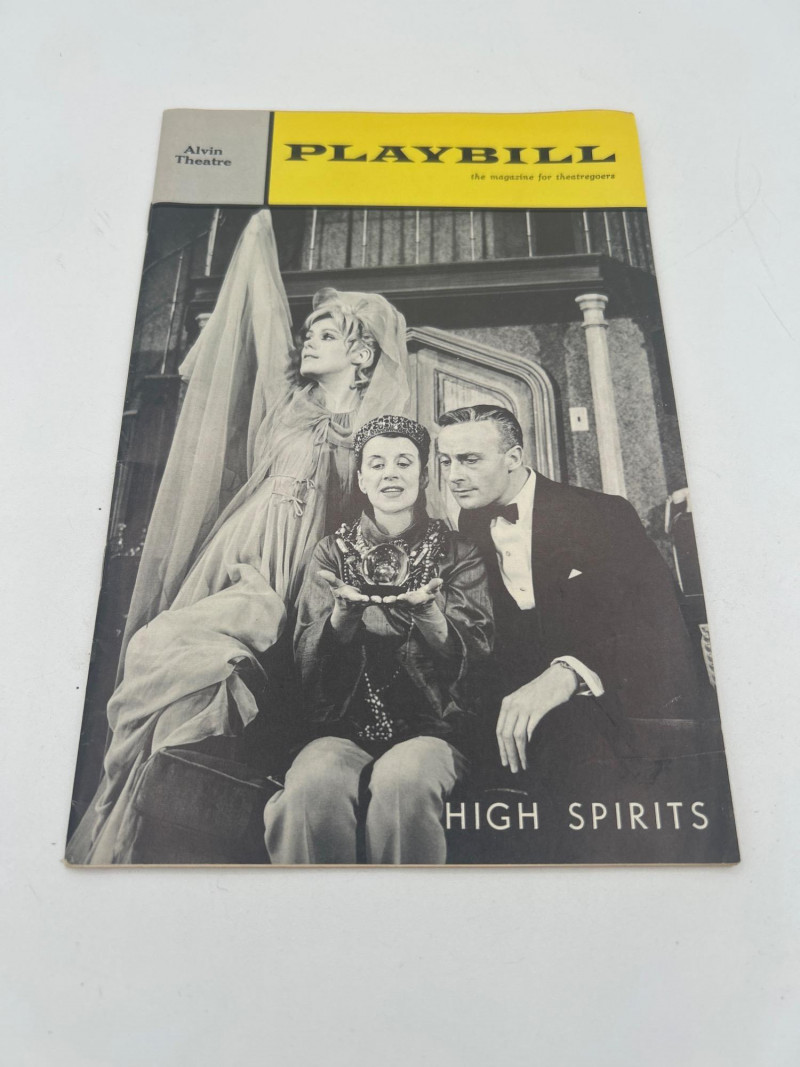 Alvin
Theatre
PLAYBILL
the magazine for theatregoers
HIGH SPIRITS